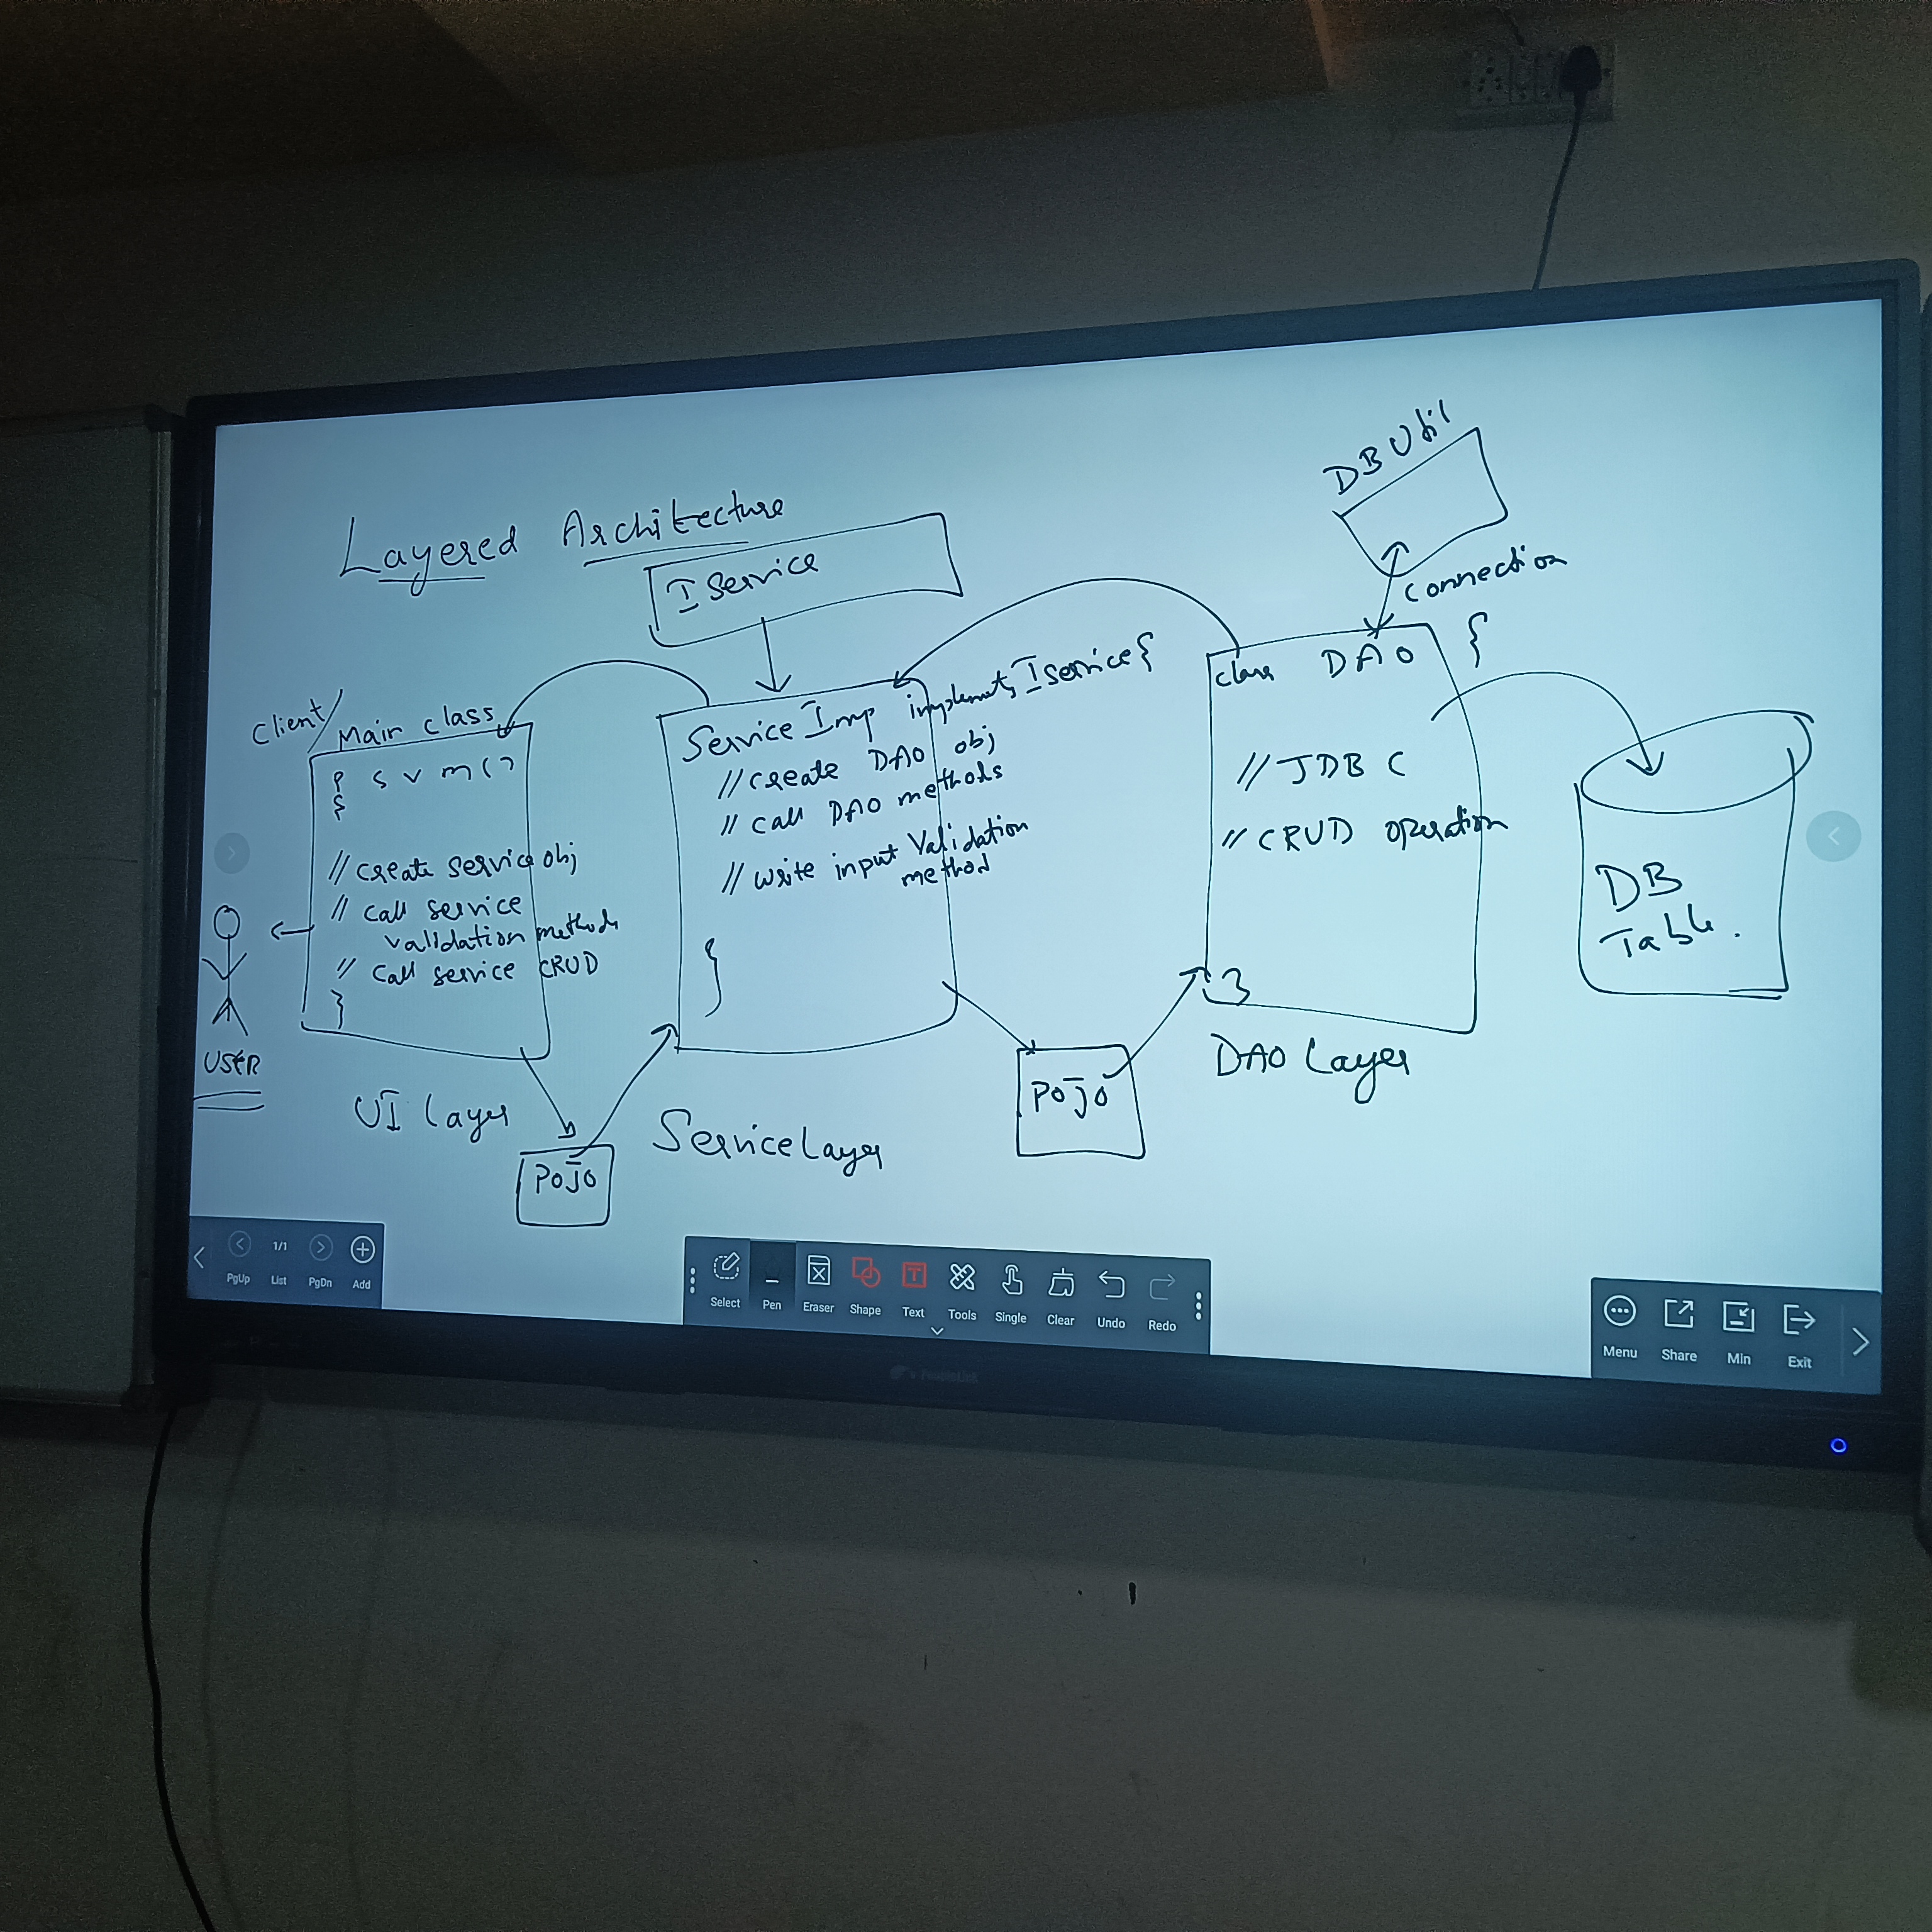 Layered Architecture
I Service
DB Util
Connection
Client/
Main class
p s v m()
{
// create service obj
// call service
validation methods
// call service CRUD
}
USER
UI Layer
POJO
Service Imp implements Iservice {
// create DAO obj
// call DAO methods
// write input Validation
method
}
Service Layer
POJO
class DAO {
// JDBC
// CRUD operation
}
DAO Layer
DB
Table.
PgUp
1/1
List
PgDn
Add
Select
Pen
Eraser
Shape
Text
Tools
Single
Clear
Undo
Redo
Menu
Share
Min
Exit
PeopleLink